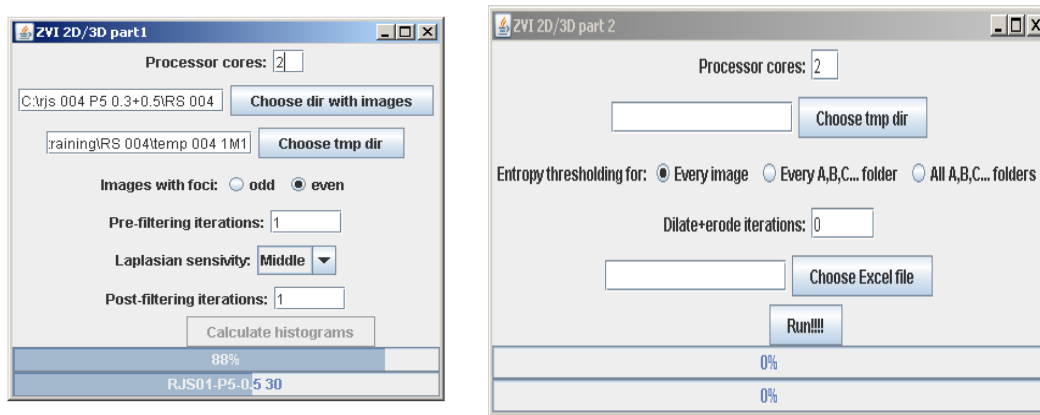 ZVI 2D/3D part1
Processor cores: 2
C:\rjs 004 P5 0.3+0.5\RS 004 Choose dir with images
:raining\RS 004\temp 004 1M1 Choose tmp dir
Images with foci: odd even
Pre-filtering iterations: 1
Laplasian sensivity: Middle
Post-filtering iterations: 1
Calculate histograms
88%
RJS01-P5-0.5 30
ZVI 2D/3D part 2
Processor cores: 2
Choose tmp dir
Entropy thresholding for: Every image Every A,B,C... folder All A,B,C... folders
Dilate+erode iterations: 0
Choose Excel file
Run!!!!
0%
0%